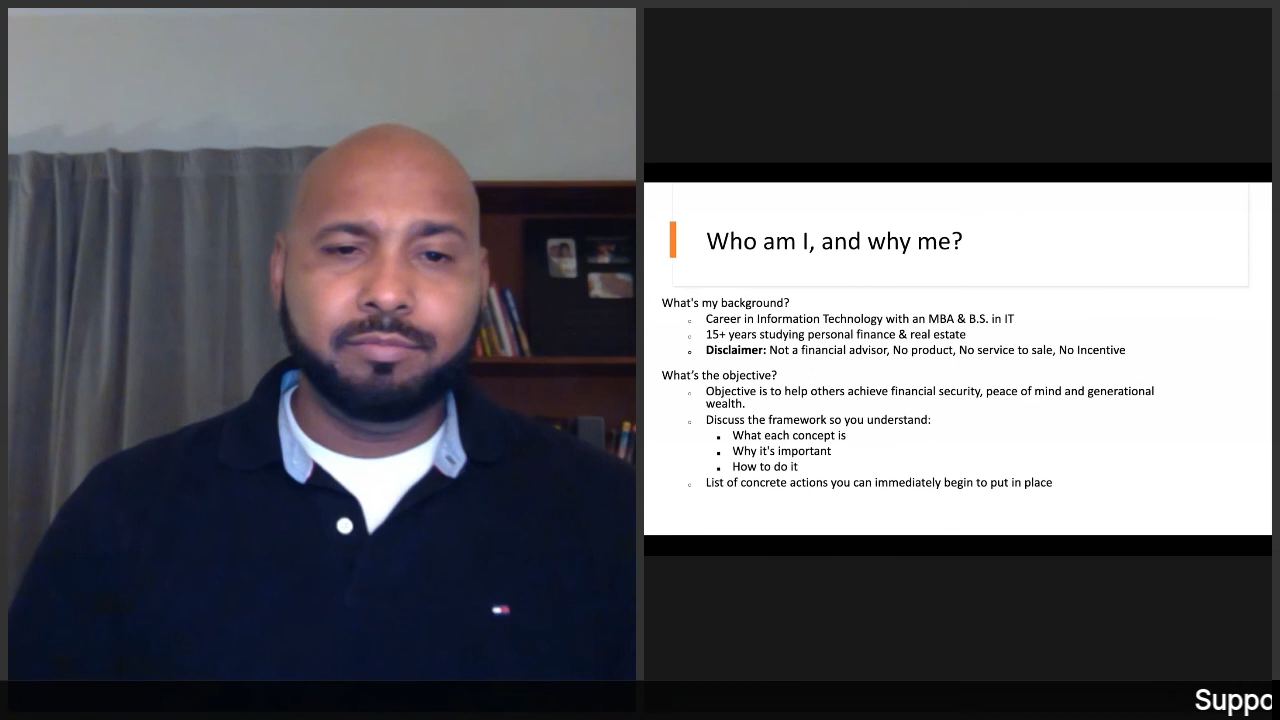 Who am I, and why me?
What's my background?
Career in Information Technology with an MBA & B.S. in IT
15+ years studying personal finance & real estate
Disclaimer: Not a financial advisor, No product, No service to sale, No Incentive
What’s the objective?
Objective is to help others achieve financial security, peace of mind and generational
wealth.
Discuss the framework so you understand:
What each concept is
Why it's important
How to do it
List of concrete actions you can immediately begin to put in place
Suppo